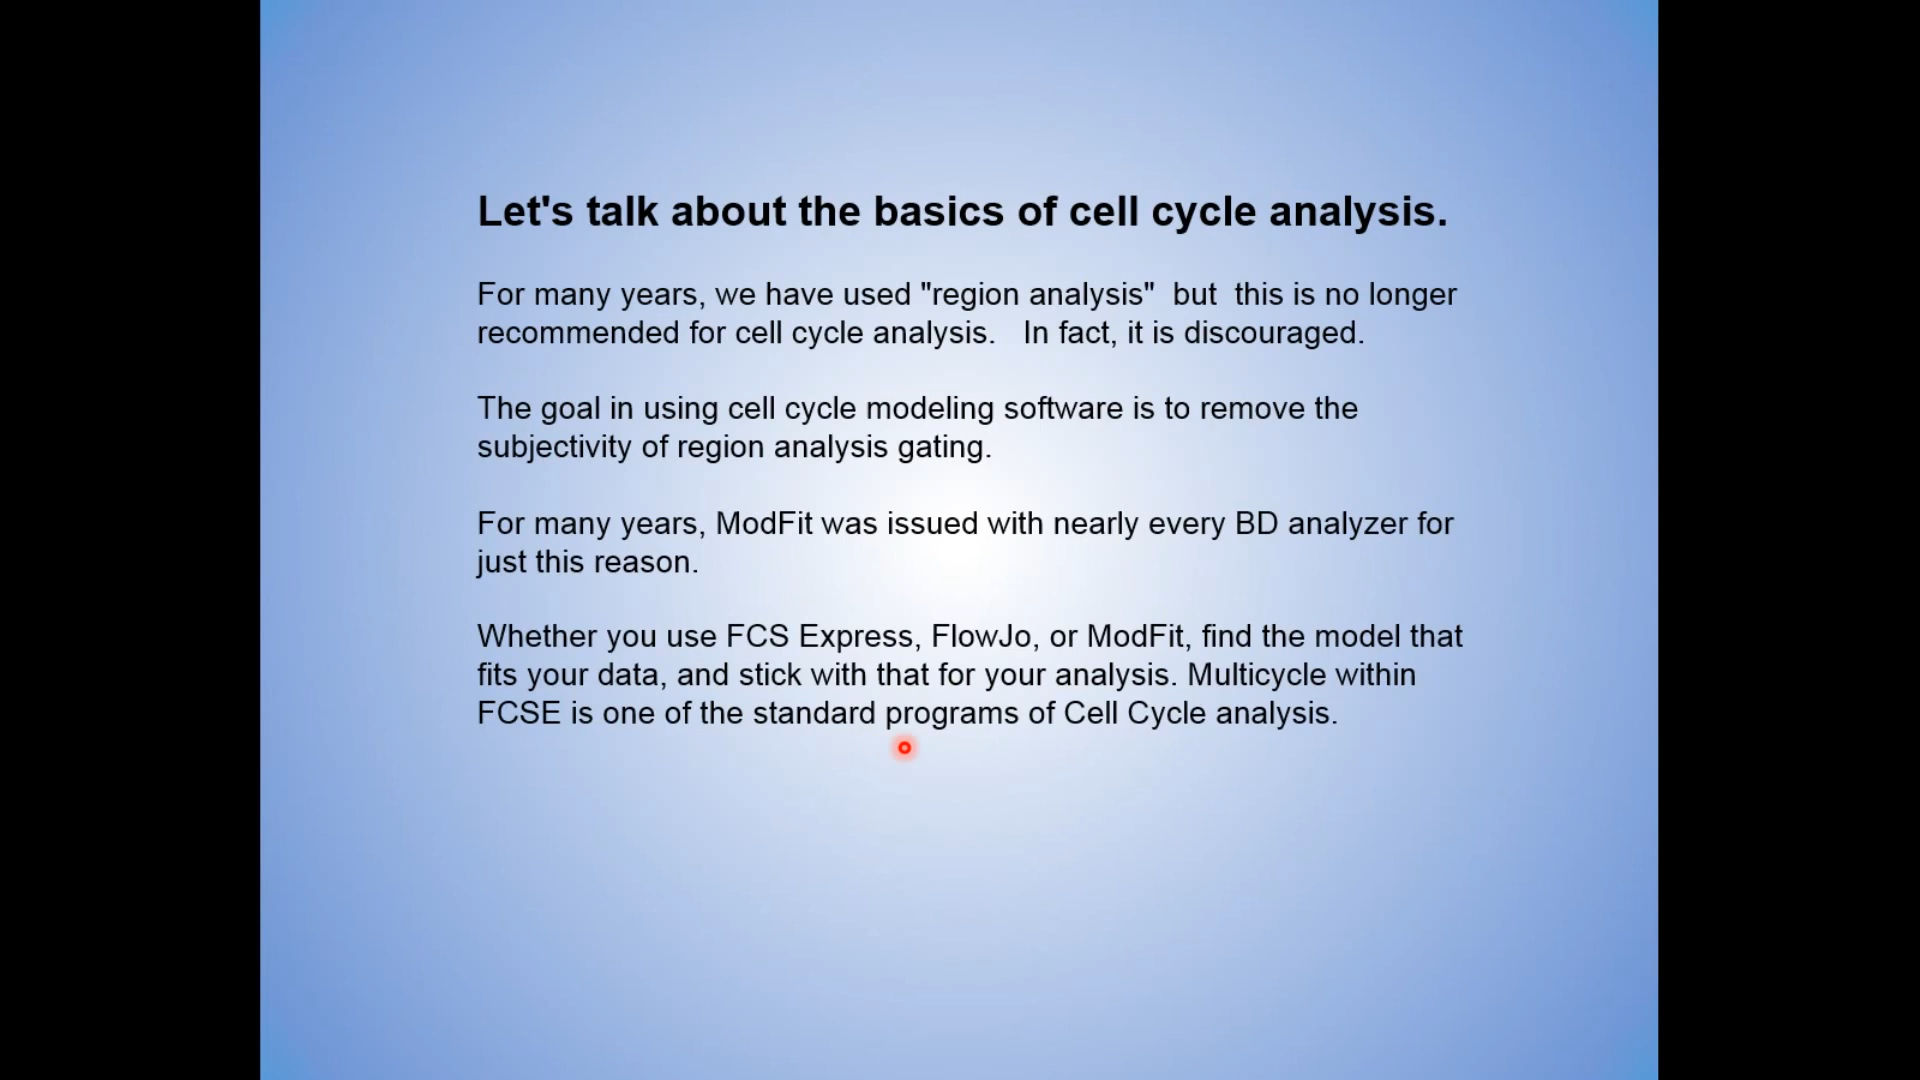 Let's talk about the basics of cell cycle analysis.
For many years, we have used "region analysis"  but  this is no longer
recommended for cell cycle analysis.   In fact, it is discouraged.
The goal in using cell cycle modeling software is to remove the
subjectivity of region analysis gating.
For many years, ModFit was issued with nearly every BD analyzer for
just this reason.
Whether you use FCS Express, FlowJo, or ModFit, find the model that
fits your data, and stick with that for your analysis. Multicycle within
FCSE is one of the standard programs of Cell Cycle analysis.